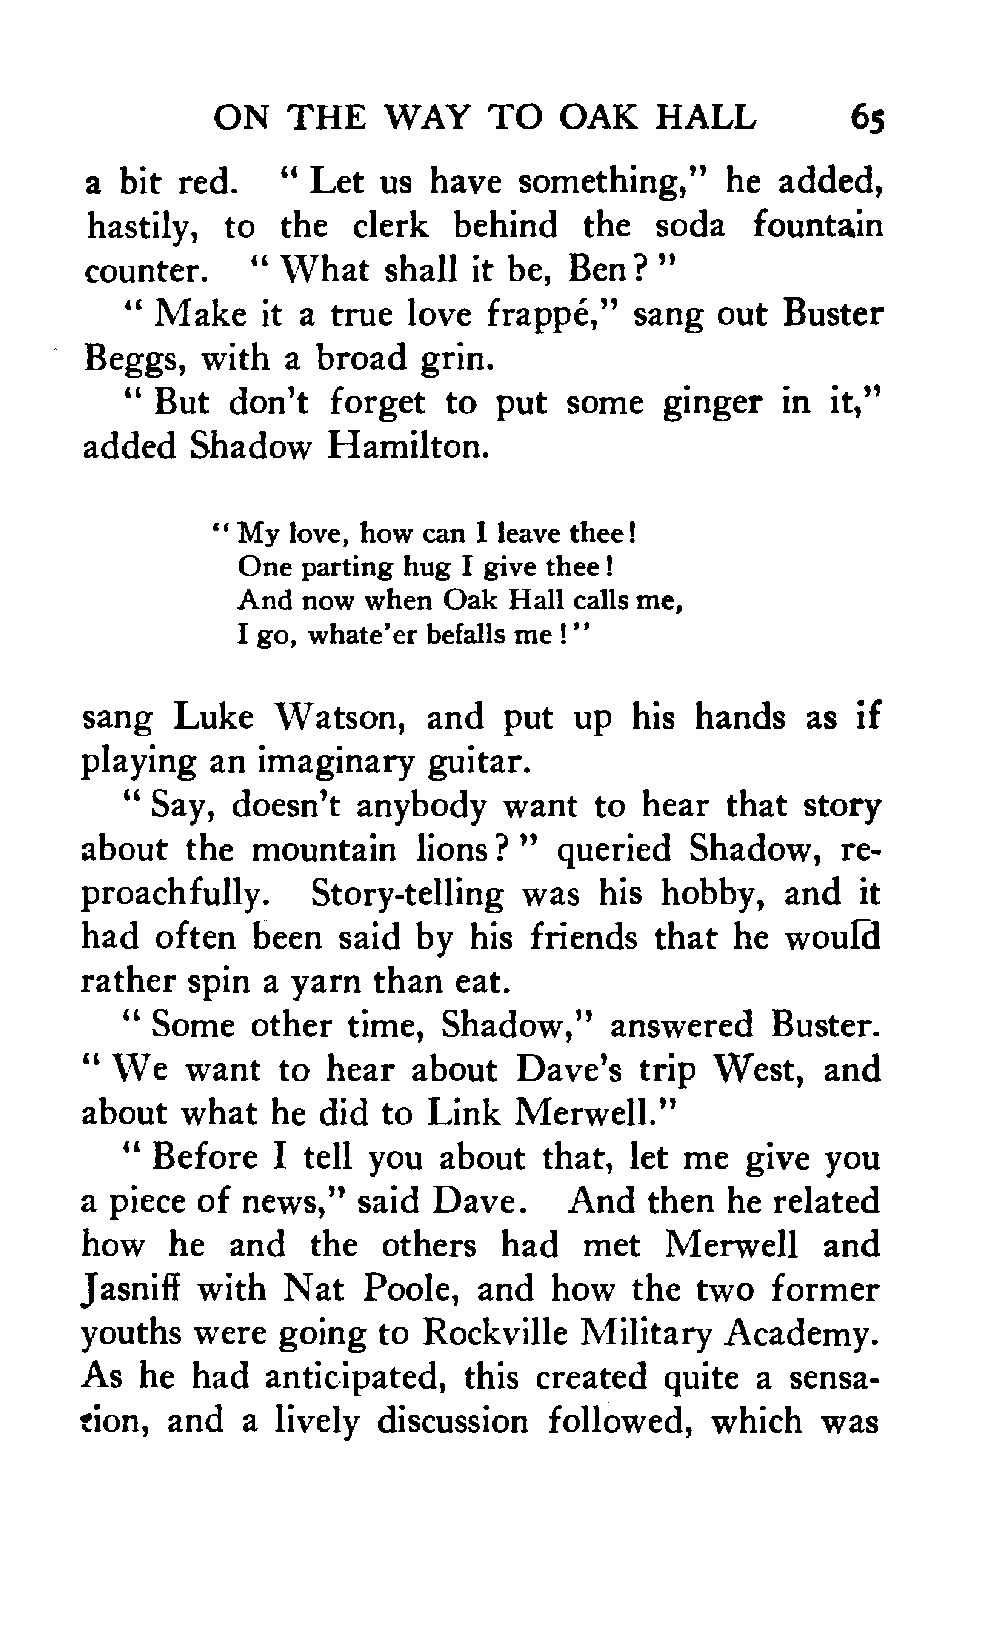 ON THE WAY TO OAK HALL 65
a bit red. " Let us have something," he added,
hastily, to the clerk behind the soda fountain
counter. " What shall it be, Ben? "
" Make it a true love frappé," sang out Buster
Beggs, with a broad grin.
" But don't forget to put some ginger in it,"
added Shadow Hamilton.
" My love, how can I leave thee!
One parting hug I give thee!
And now when Oak Hall calls me,
I go, whate'er befalls me!"
sang Luke Watson, and put up his hands as if
playing an imaginary guitar.
" Say, doesn't anybody want to hear that story
about the mountain lions? " queried Shadow, re-
proachfully. Story-telling was his hobby, and it
had often been said by his friends that he would
rather spin a yarn than eat.
" Some other time, Shadow," answered Buster.
" We want to hear about Dave's trip West, and
about what he did to Link Merwell."
" Before I tell you about that, let me give you
a piece of news," said Dave. And then he related
how he and the others had met Merwell and
Jasniff with Nat Poole, and how the two former
youths were going to Rockville Military Academy.
As he had anticipated, this created quite a sensa-
tion, and a lively discussion followed, which was